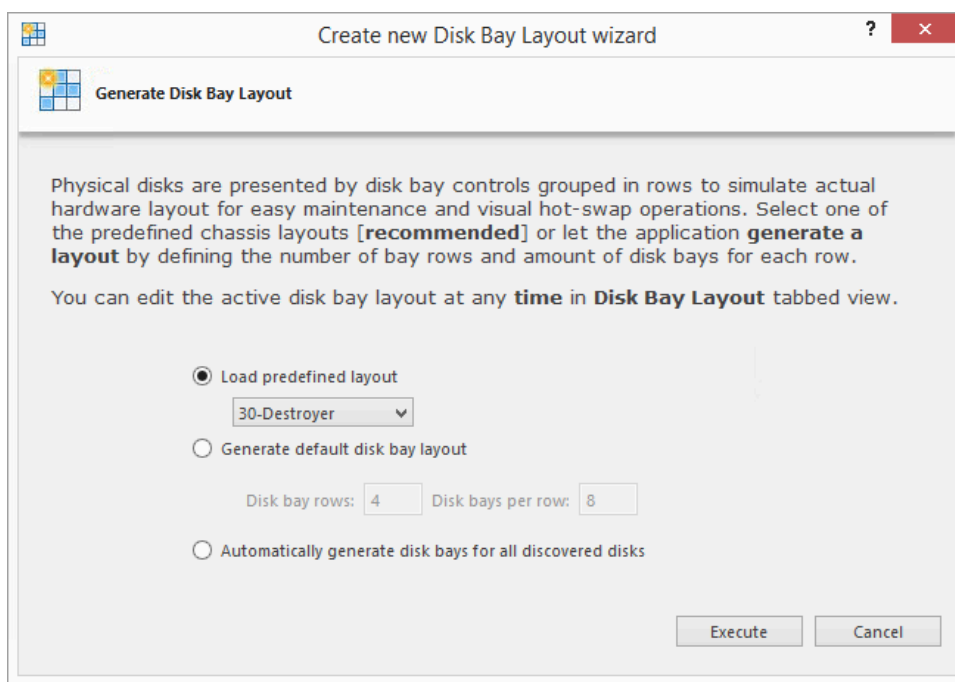 Create new Disk Bay Layout wizard
?
Generate Disk Bay Layout
Physical disks are presented by disk bay controls grouped in rows to simulate actual
hardware layout for easy maintenance and visual hot-swap operations. Select one of
the predefined chassis layouts [recommended] or let the application generate a
layout by defining the number of bay rows and amount of disk bays for each row.
You can edit the active disk bay layout at any time in Disk Bay Layout tabbed view.
Load predefined layout
30-Destroyer
Generate default disk bay layout
Disk bay rows: 4 Disk bays per row: 8
Automatically generate disk bays for all discovered disks
Execute Cancel